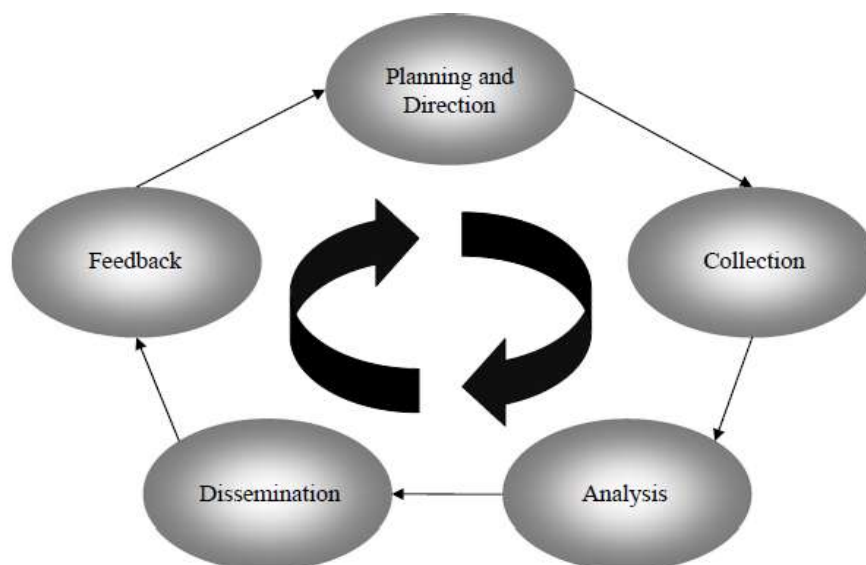 Planning and
Direction
Collection
Analysis
Dissemination
Feedback